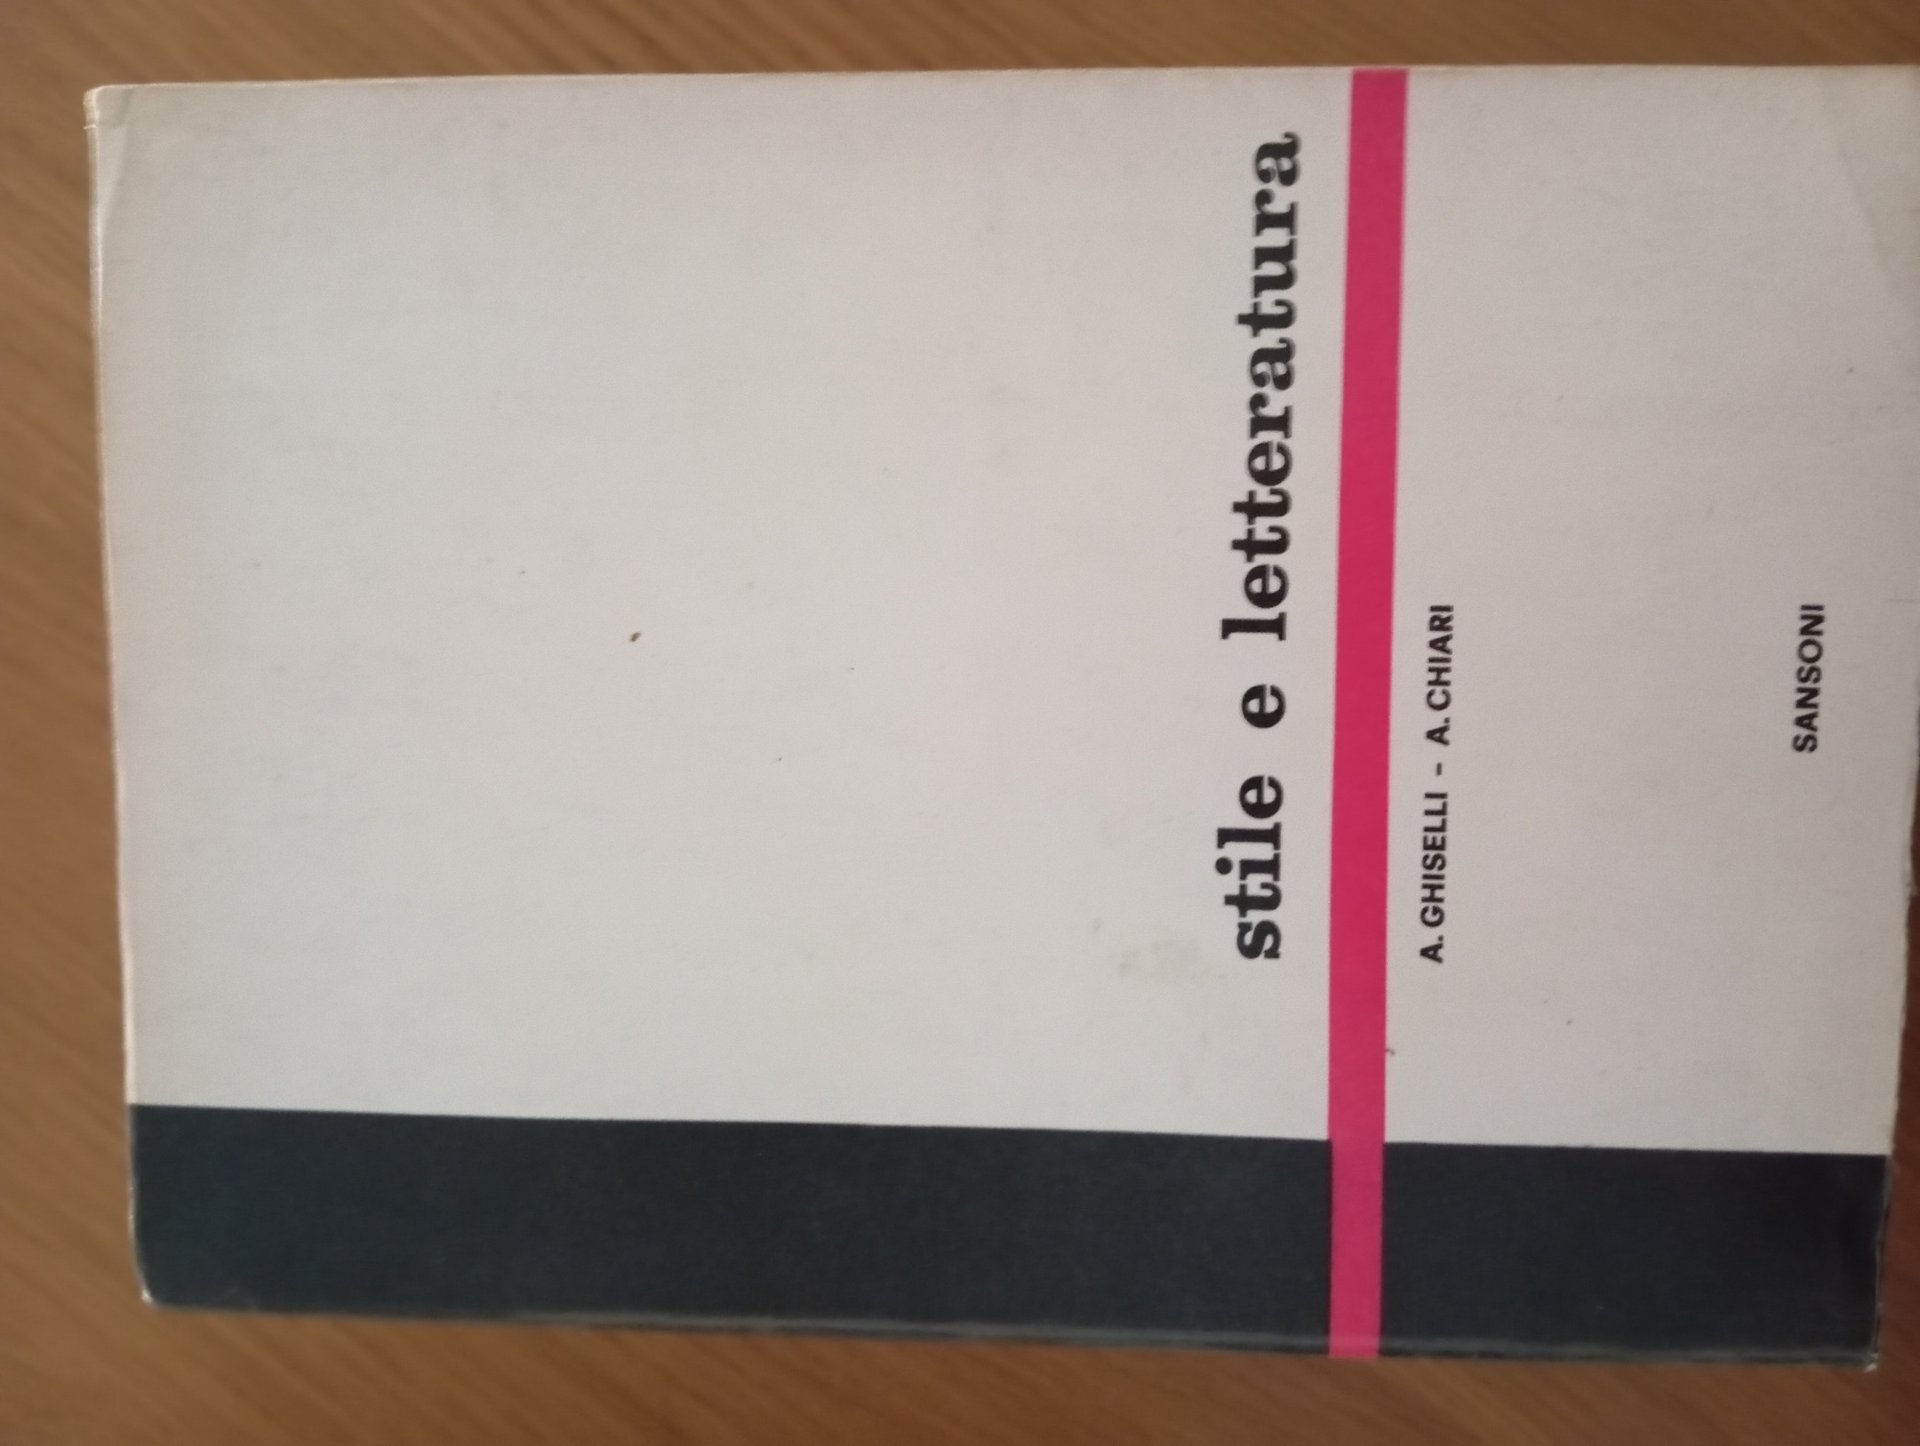 stile e letteratura
A. GHISELLI - A. CHIARI
SANSONI